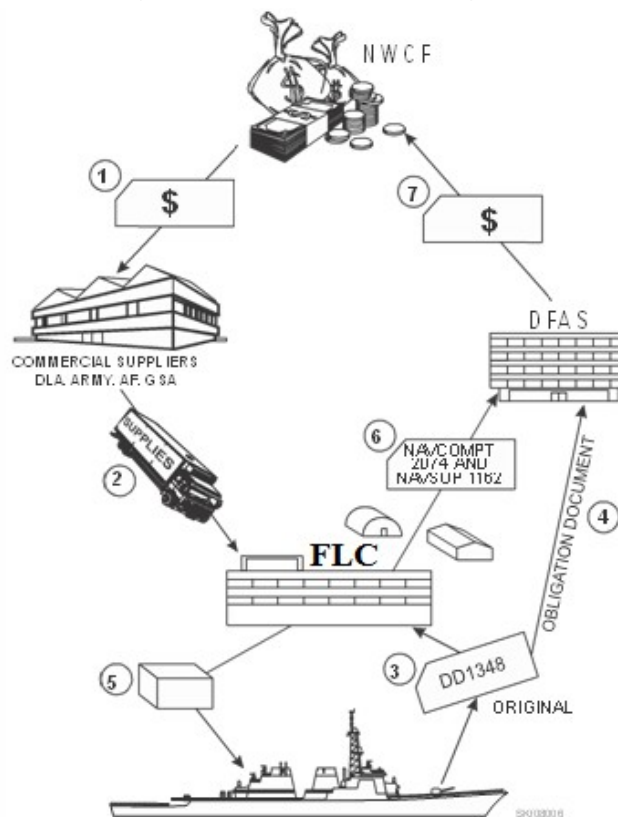 NWCF
1
$
7
$
DFAS
COMMERCIAL SUPPLIERS
DLA, ARMY, AF, GSA
SUPPLIES
2
6
NAVCOMPT
2074 AND
NAVSUP 1162
4
OBLIGATION DOCUMENT
FLC
5
3
DD1348
ORIGINAL